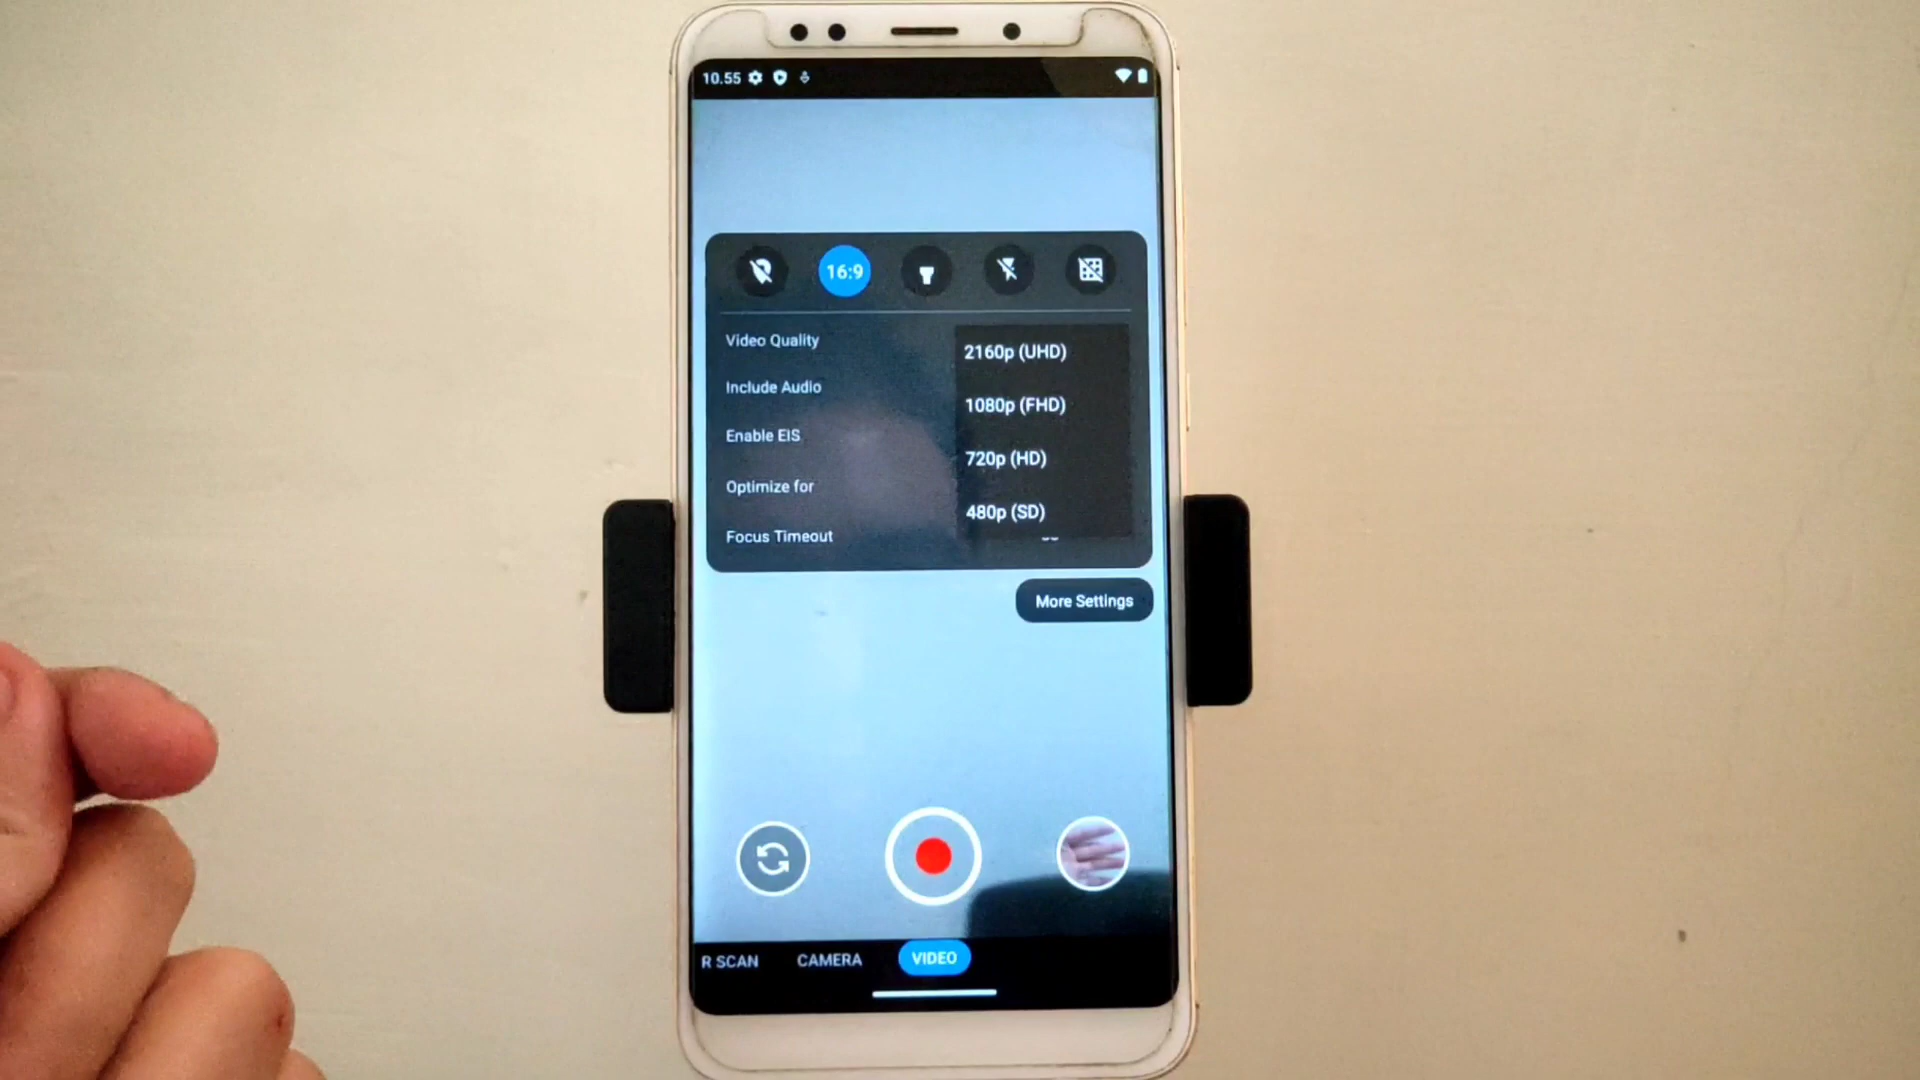 10.55
16:9
Video Quality
2160p (UHD)
Include Audio
1080p (FHD)
Enable EIS
720p (HD)
Optimize for
480p (SD)
Focus Timeout
More Settings
R SCAN
CAMERA
VIDEO